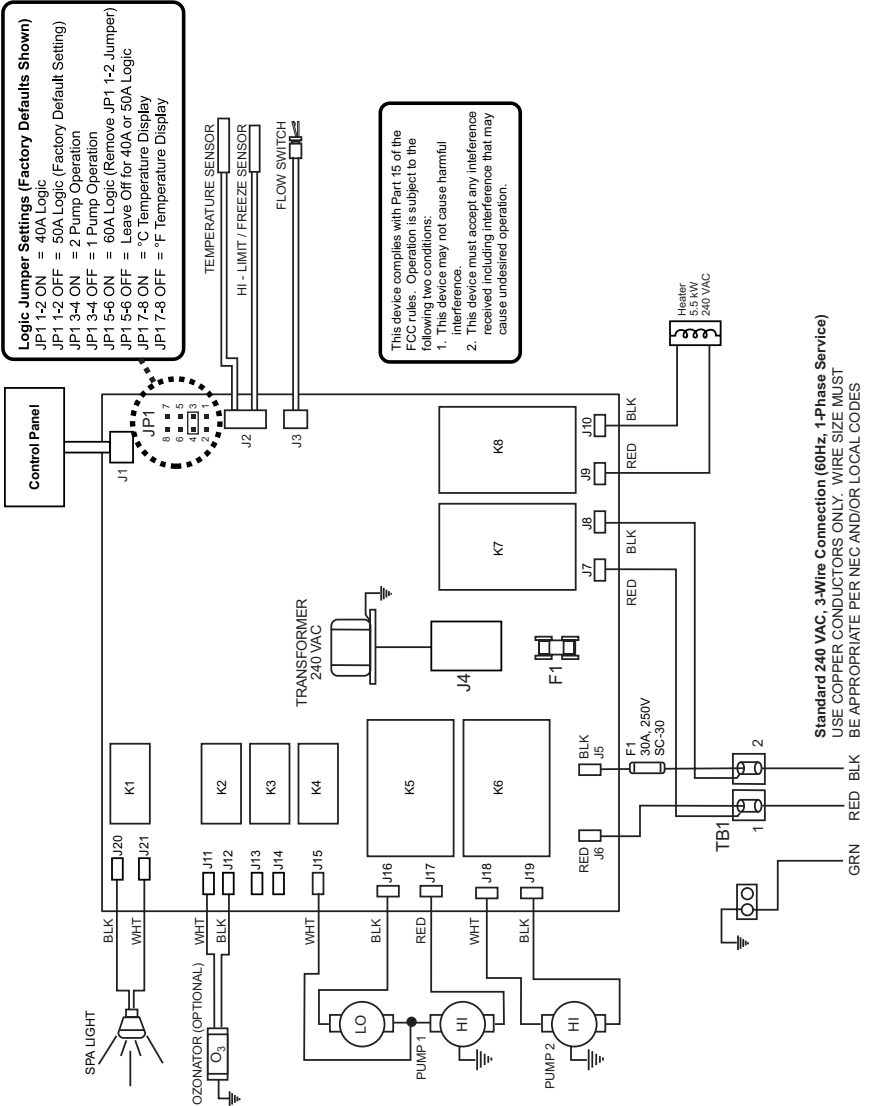 Logic Jumper Settings (Factory Defaults Shown)
JP1 1-2 ON = 40A Logic
JP1 1-2 OFF = 50A Logic (Factory Default Setting)
JP1 3-4 ON = 2 Pump Operation
JP1 3-4 OFF = 1 Pump Operation
JP1 5-6 ON = 60A Logic (Remove JP1 1-2 Jumper)
JP1 5-6 OFF = Leave Off for 40A or 50A Logic
JP1 7-8 ON = °C Temperature Display
JP1 7-8 OFF = °F Temperature Display
Control Panel
J1
JP1
8 7
6 5
4 3
2 1
TEMPERATURE SENSOR
HI - LIMIT / FREEZE SENSOR
J2
FLOW SWITCH
J3
This device complies with Part 15 of the
FCC rules. Operation is subject to the
following two conditions:
1. This device may not cause harmful
interference.
2. This device must accept any interference
received including interference that may
cause undesired operation.
SPA LIGHT
BLK
WHT
J20
J21
K1
OZONATOR (OPTIONAL)
O3
WHT
BLK
J11
J12
J13
J14
K2
K3
WHT
J15
K4
TRANSFORMER
240 VAC
J4
F1
LO
HI
PUMP 1
BLK
RED
J16
J17
K5
HI
PUMP 2
WHT
BLK
J18
J19
K6
K7
K8
RED
J6
BLK
J5
F1
30A, 250V
SC-30
RED
J7
BLK
J8
RED
J9
BLK
J10
Heater
5.5 kW
240 VAC
TB1
1
2
GRN
RED
BLK
Standard 240 VAC, 3-Wire Connection (60Hz, 1-Phase Service)
USE COPPER CONDUCTORS ONLY. WIRE SIZE MUST
BE APPROPRIATE PER NEC AND/OR LOCAL CODES